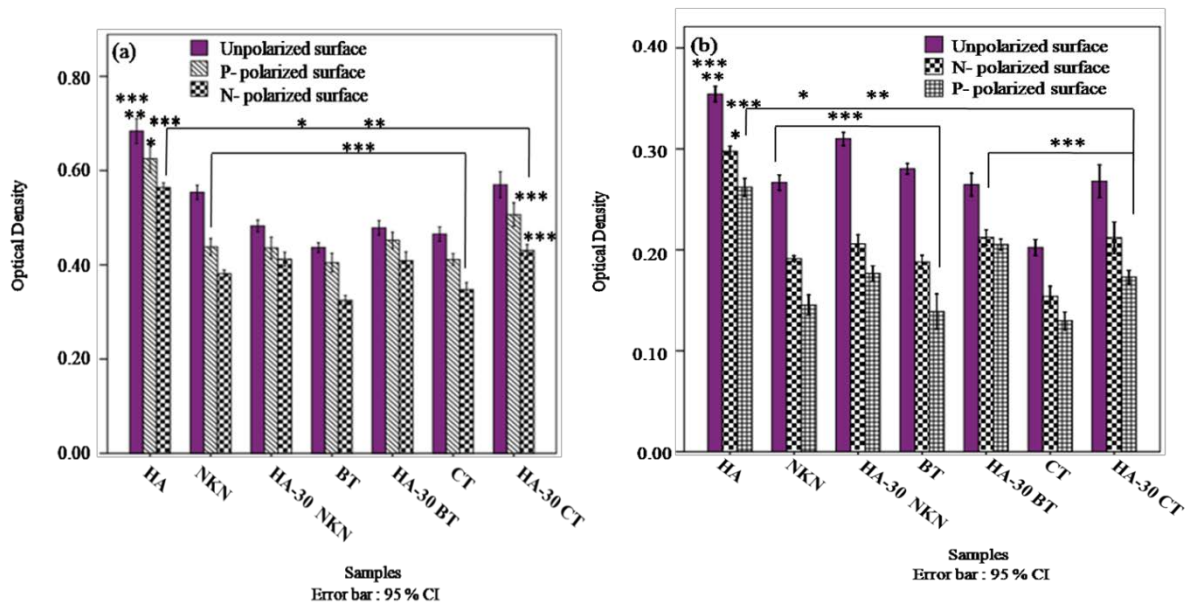 (a)
Unpolarized surface
P- polarized surface
N- polarized surface
0.80
0.60
0.40
0.20
0.00
Optical Density
***
**
***
*
*
**
***
***
***
HA
NKN
HA-30 NKN
BT
HA-30 BT
CT
HA-30 CT
Samples
Error bar : 95 % CI
(b)
Unpolarized surface
N- polarized surface
P- polarized surface
0.40
0.30
0.20
0.10
0.00
Optical Density
***
**
***
*
*
**
***
***
HA
NKN
HA-30 NKN
BT
HA-30 BT
CT
HA-30 CT
Samples
Error bar : 95 % CI